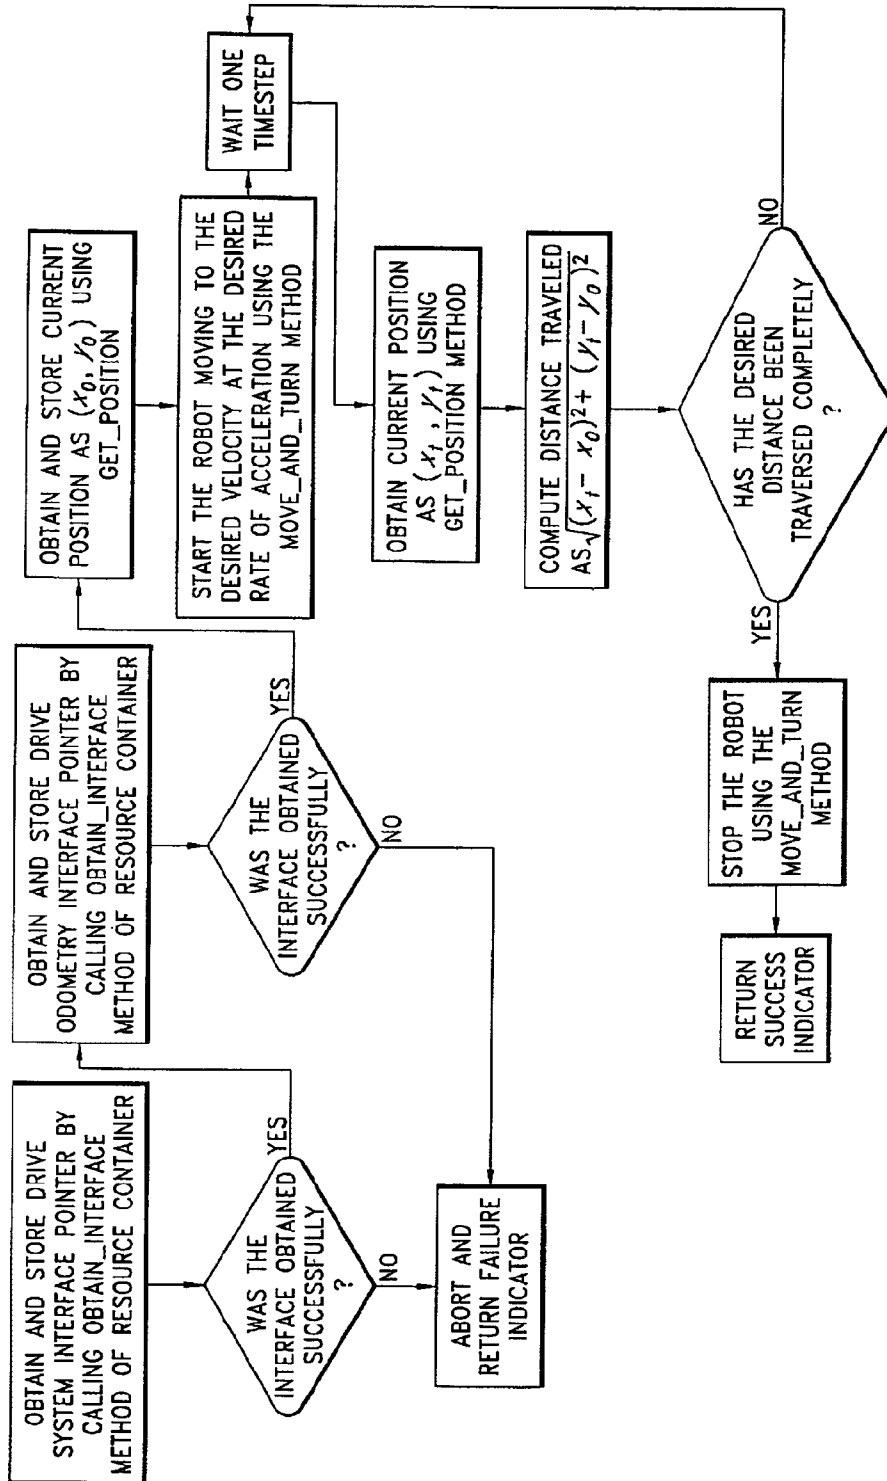 OBTAIN AND STORE DRIVE
SYSTEM INTERFACE POINTER BY
CALLING OBTAIN_INTERFACE
METHOD OF RESOURCE CONTAINER
WAS THE
INTERFACE OBTAINED
SUCCESSFULLY
?
YES
NO
ABORT AND
RETURN FAILURE
INDICATOR
OBTAIN AND STORE DRIVE
ODOMETRY INTERFACE POINTER BY
CALLING OBTAIN_INTERFACE
METHOD OF RESOURCE CONTAINER
WAS THE
INTERFACE OBTAINED
SUCCESSFULLY
?
YES
NO
OBTAIN AND STORE CURRENT
POSITION AS (x₀, y₀) USING
GET_POSITION
START THE ROBOT MOVING TO THE
DESIRED VELOCITY AT THE DESIRED
RATE OF ACCELERATION USING THE
MOVE_AND_TURN METHOD
WAIT ONE
TIMESTEP
OBTAIN CURRENT POSITION
AS (x₁, y₁) USING
GET_POSITION METHOD
COMPUTE DISTANCE TRAVELED
AS √(x₁ − x₀)² + (y₁ − y₀)²
HAS THE DESIRED
DISTANCE BEEN
TRAVERSED COMPLETELY
?
NO
YES
STOP THE ROBOT
USING THE
MOVE_AND_TURN
METHOD
RETURN
SUCCESS
INDICATOR